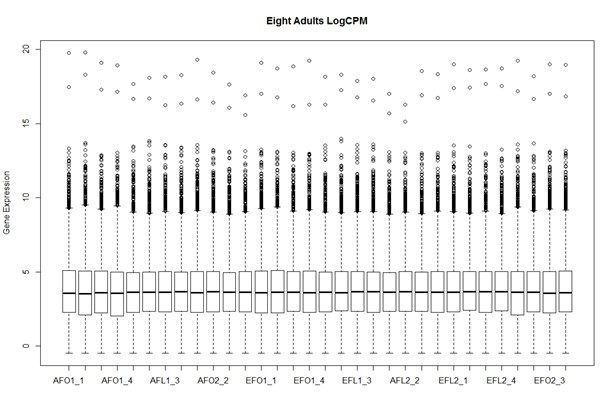 Eight Adults LogCPM
Gene Expression
20
15
10
5
0
AFO1_1 AFO1_4 AFL1_3 AFO2_2 EFO1_1 EFO1_4 EFL1_3 AFL2_2 EFL2_1 EFL2_4 EFO2_3